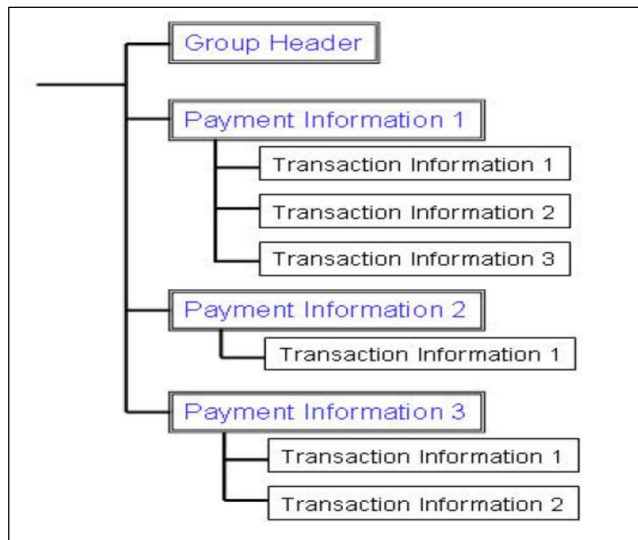 Group Header
Payment Information 1
Transaction Information 1
Transaction Information 2
Transaction Information 3
Payment Information 2
Transaction Information 1
Payment Information 3
Transaction Information 1
Transaction Information 2